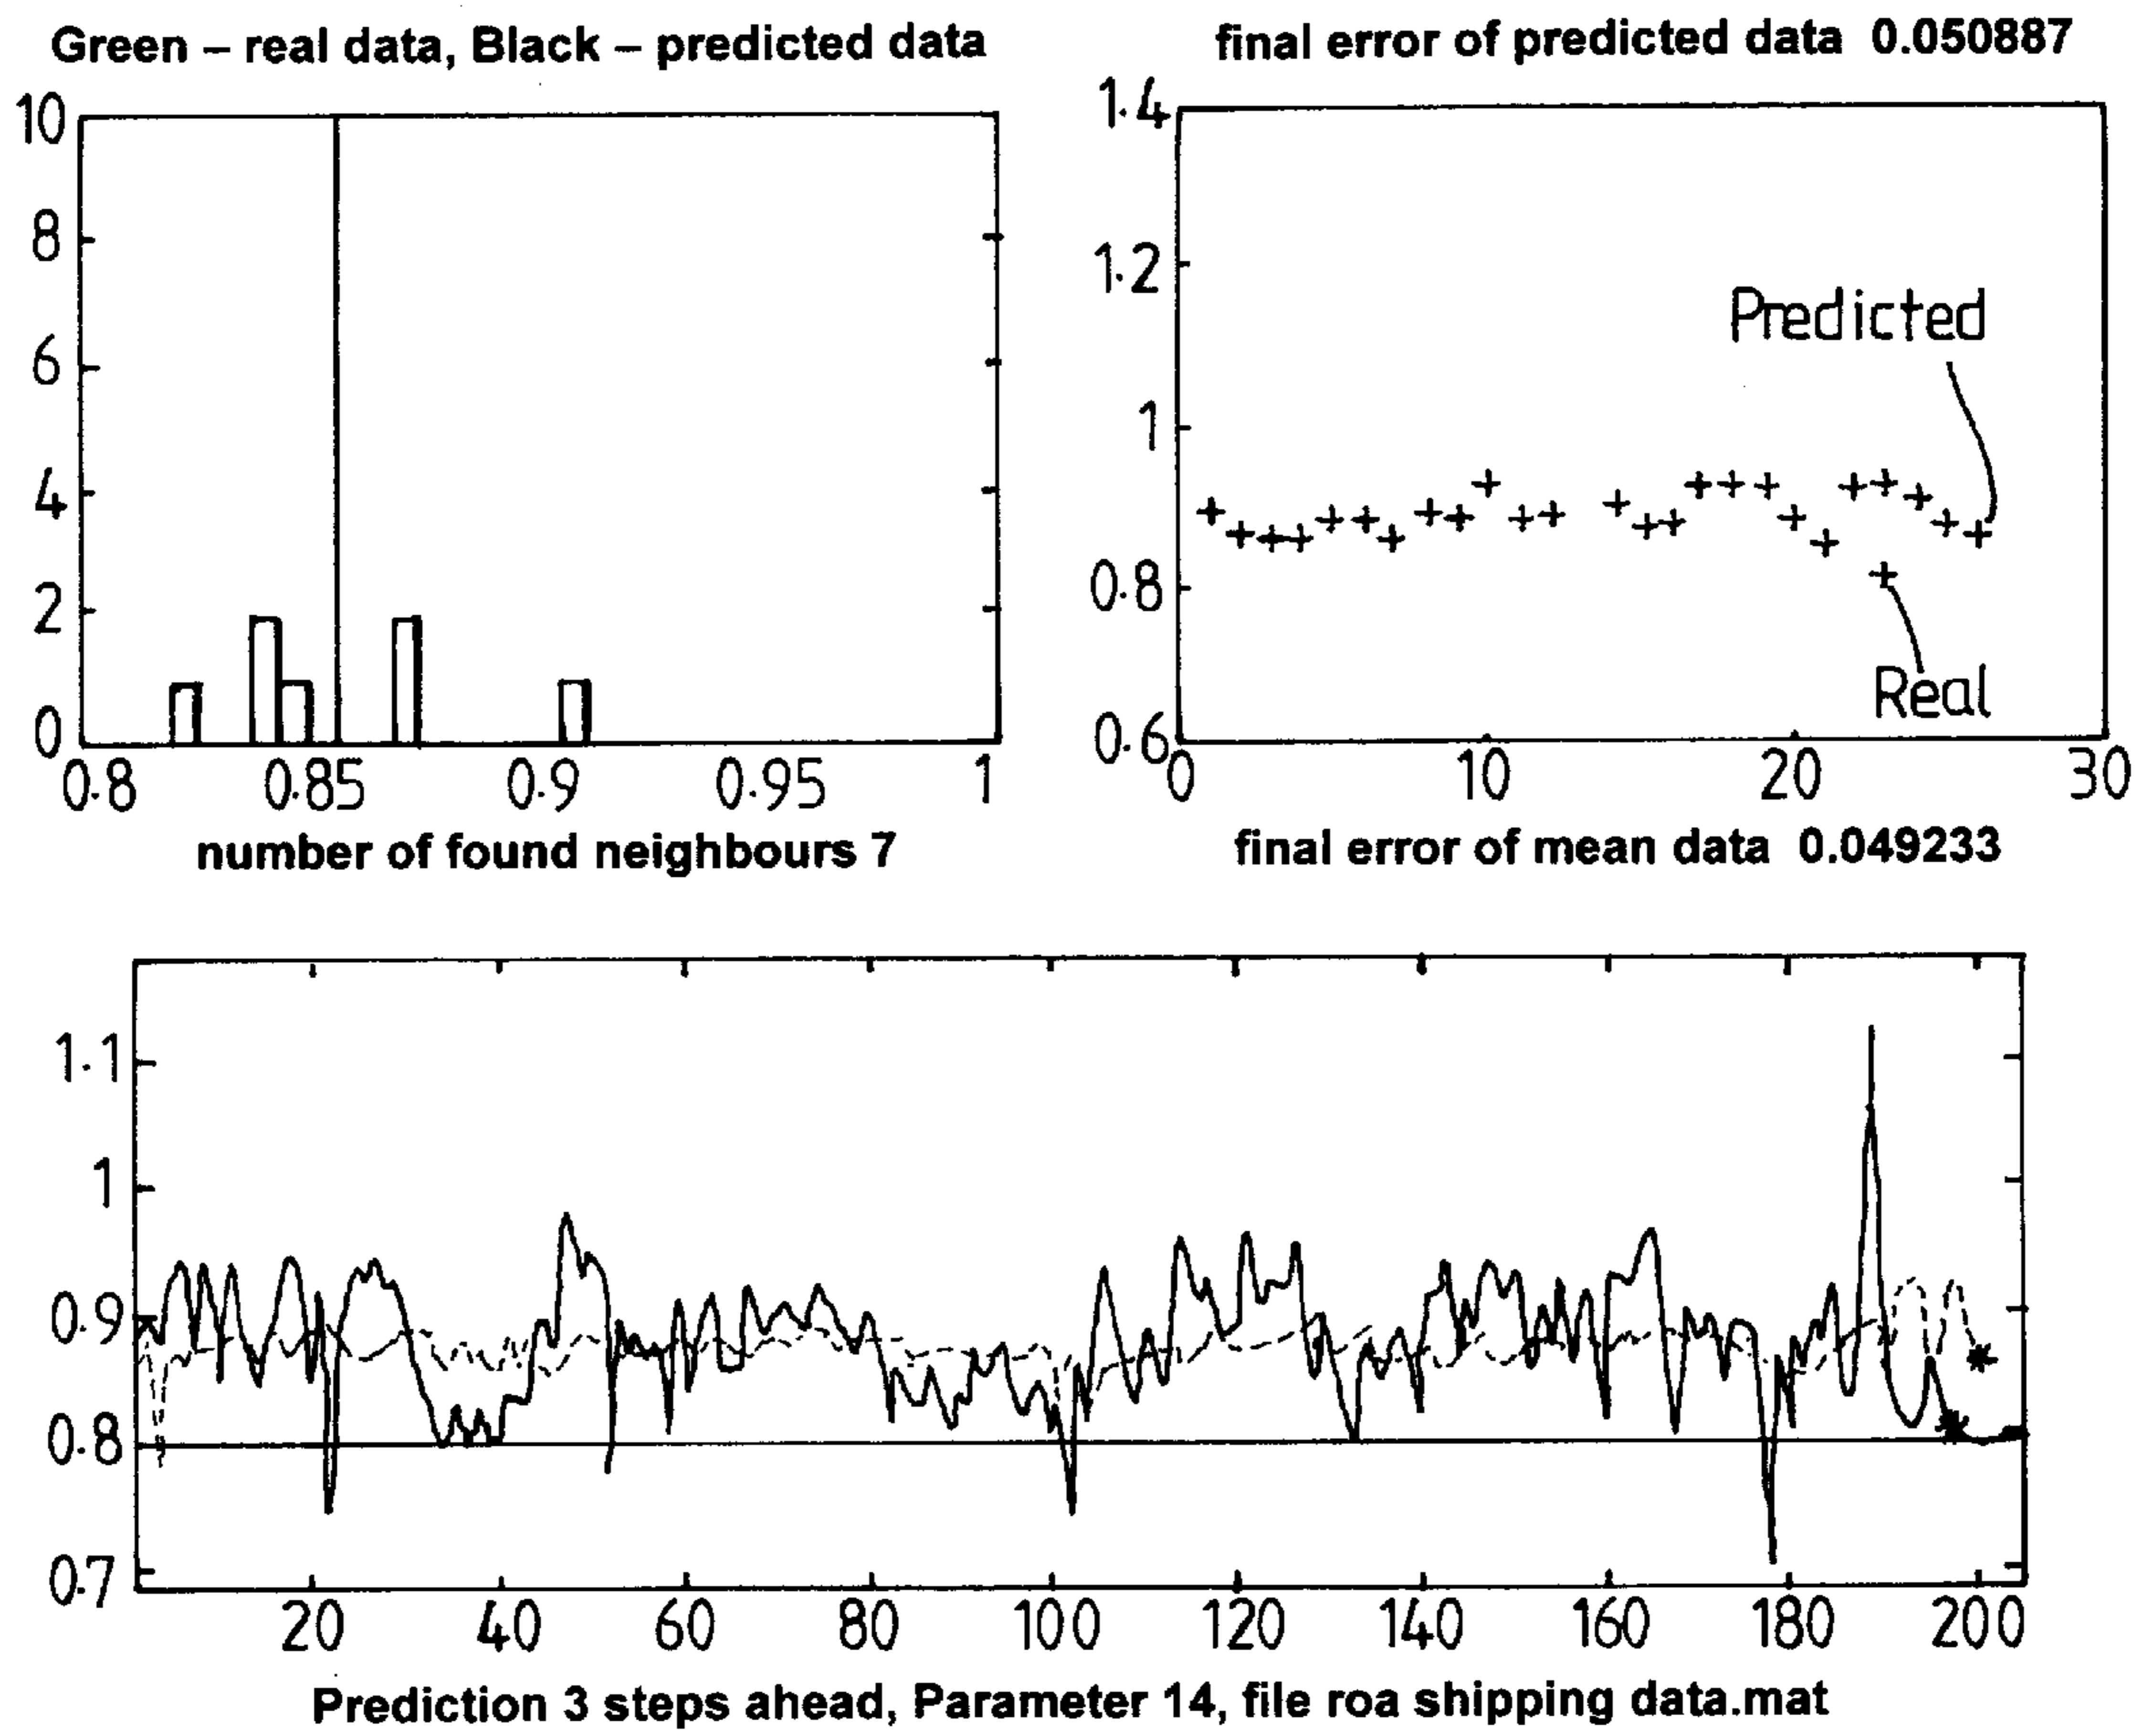 Green – real data, Black – predicted data
10
8
6
4
2
0
0.8 0.85 0.9 0.95 1
number of found neighbours 7
final error of predicted data 0.050887
1.4
1.2
1
0.8
0.6
Predicted
Real
0 10 20 30
final error of mean data 0.049233
1.1
1
0.9
0.8
0.7
20 40 60 80 100 120 140 160 180 200
Prediction 3 steps ahead, Parameter 14, file roa shipping data.mat